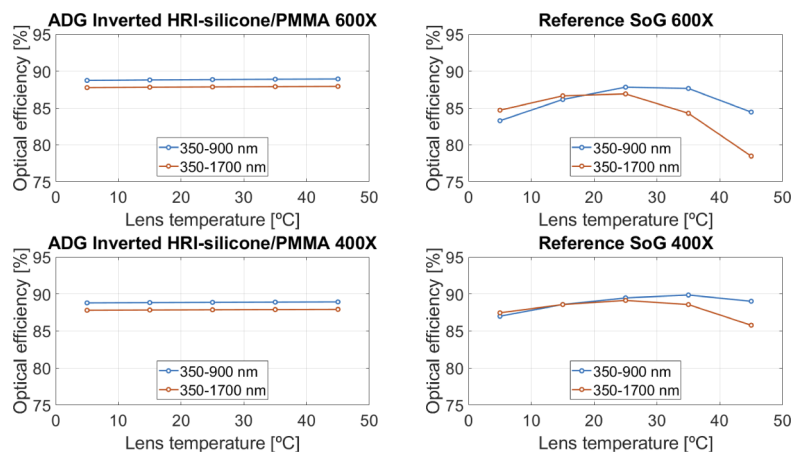 ADG Inverted HRI-silicone/PMMA 600X
95
90
85
80
75
Optical efficiency [%]
350-900 nm
350-1700 nm
0 10 20 30 40 50
Lens temperature [ºC]
Reference SoG 600X
95
90
85
80
75
Optical efficiency [%]
350-900 nm
350-1700 nm
0 10 20 30 40 50
Lens temperature [ºC]
ADG Inverted HRI-silicone/PMMA 400X
95
90
85
80
75
Optical efficiency [%]
350-900 nm
350-1700 nm
0 10 20 30 40 50
Lens temperature [ºC]
Reference SoG 400X
95
90
85
80
75
Optical efficiency [%]
350-900 nm
350-1700 nm
0 10 20 30 40 50
Lens temperature [ºC]